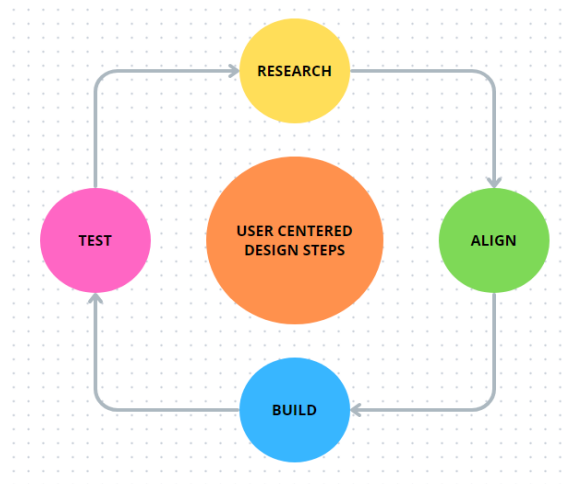 RESEARCH
TEST
USER CENTERED
DESIGN STEPS
ALIGN
BUILD